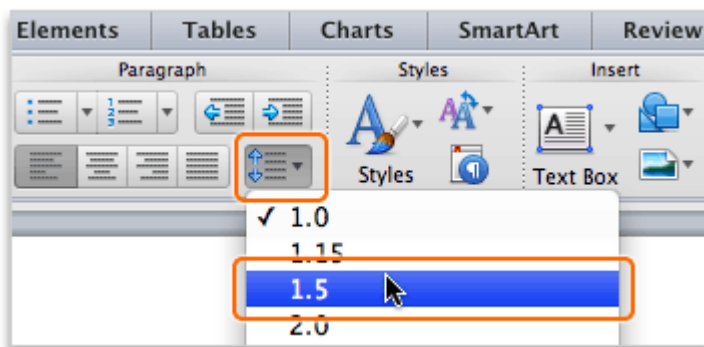 Elements Tables Charts SmartArt Review
Paragraph Styles Insert
Styles Text Box
✓ 1.0
1.15
1.5
2.0